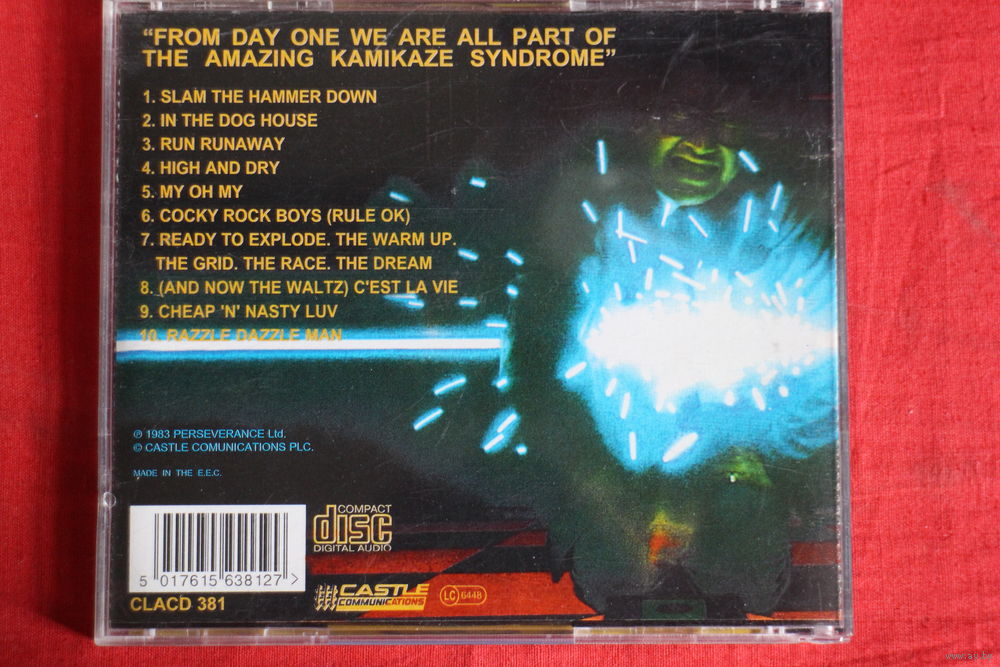 “FROM DAY ONE WE ARE ALL PART OF
THE AMAZING KAMIKAZE SYNDROME”
1. SLAM THE HAMMER DOWN
2. IN THE DOG HOUSE
3. RUN RUNAWAY
4. HIGH AND DRY
5. MY OH MY
6. COCKY ROCK BOYS (RULE OK)
7. READY TO EXPLODE. THE WARM UP.
THE GRID. THE RACE. THE DREAM
8. (AND NOW THE WALTZ) C'EST LA VIE
9. CHEAP 'N' NASTY LUV
10. RAZZLE DAZZLE MAN
℗ 1983 PERSEVERANCE Ltd.
© CASTLE COMUNICATIONS PLC.
MADE IN THE E.E.C.
COMPACT
disc
DIGITAL AUDIO
5 017615 638127 >
CASTLE
COMMUNICATIONS
LC 6448
CLACD 381
www.ay.by